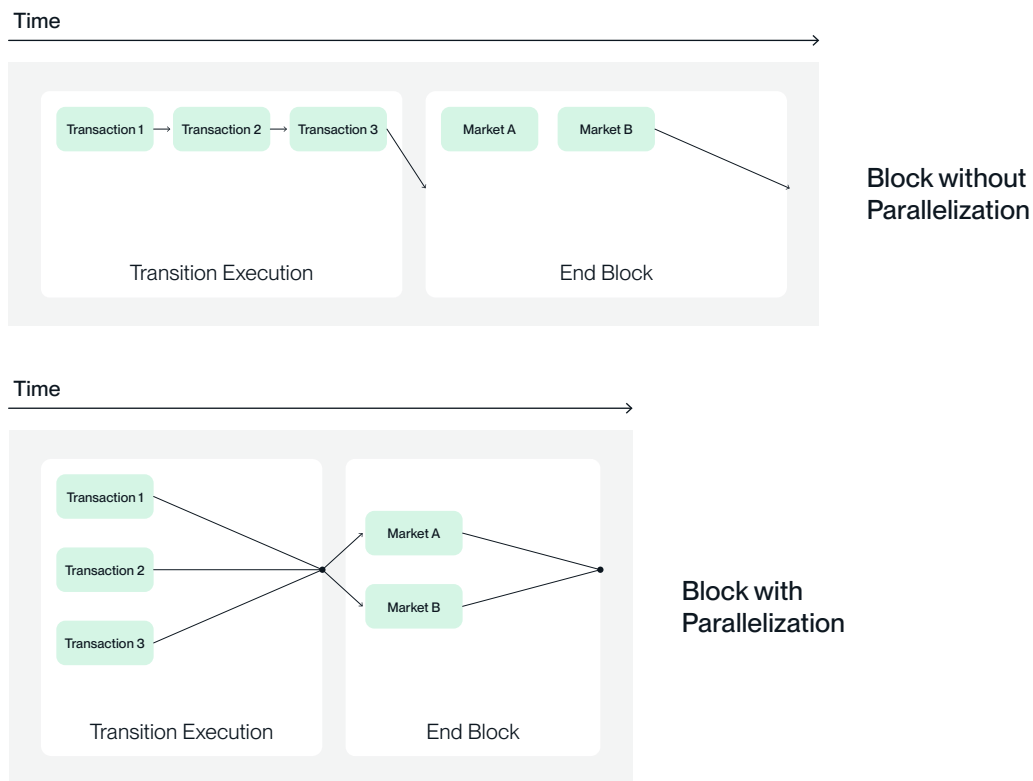 Time
Transaction 1
Transaction 2
Transaction 3
Market A
Market B
Transition Execution
End Block
Block without
Parallelization
Time
Transaction 1
Transaction 2
Transaction 3
Market A
Market B
Transition Execution
End Block
Block with
Parallelization